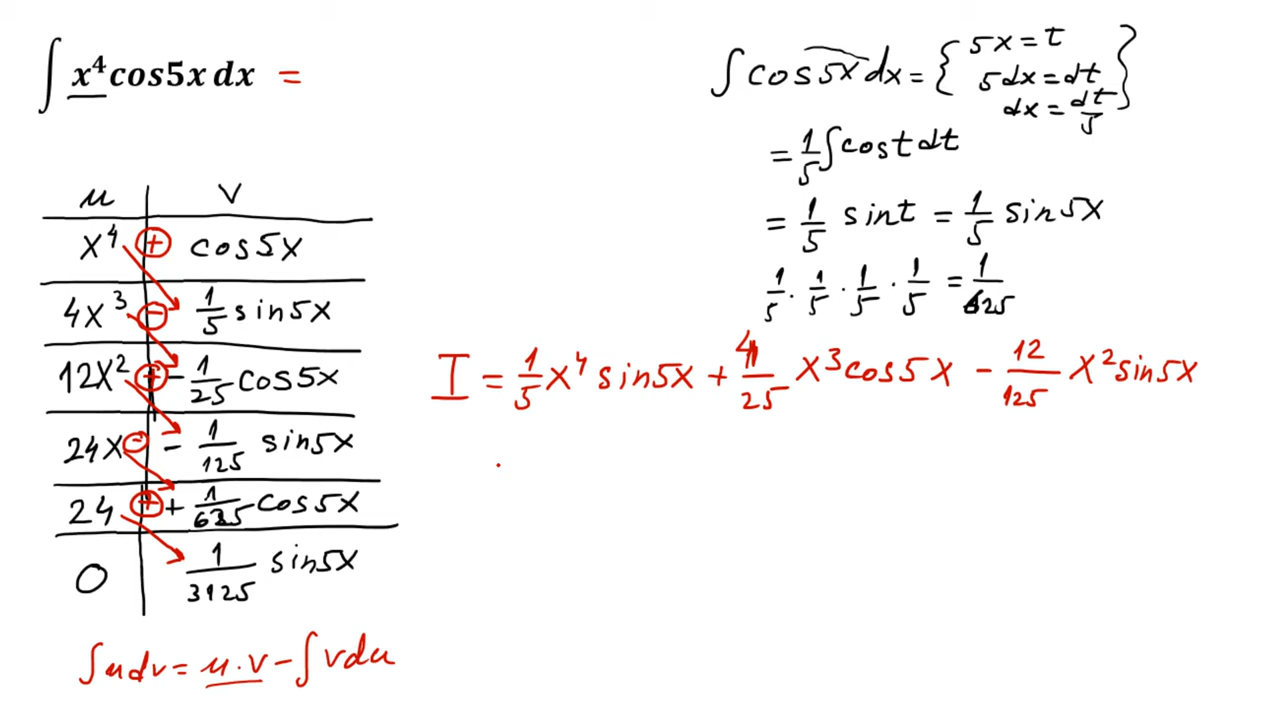 ∫ x⁴cos5x dx =
∫ cos5x dx = { 5x = t
5dx = dt
dx = dt/5 }
= 1/5 ∫cost dt
= 1/5 sint = 1/5 sin5x
1/5 · 1/5 · 1/5 · 1/5 = 1/625
u | v
x⁴ ⊕ cos5x
4x³ ⊖ 1/5 sin5x
12x² ⊕ - 1/25 cos5x
24x ⊖ - 1/125 sin5x
24 ⊕ + 1/625 cos5x
0 | 1/3125 sin5x
I = 1/5 x⁴ sin5x + 4/25 x³cos5x - 12/125 x²sin5x
∫udv = u·v - ∫vdu